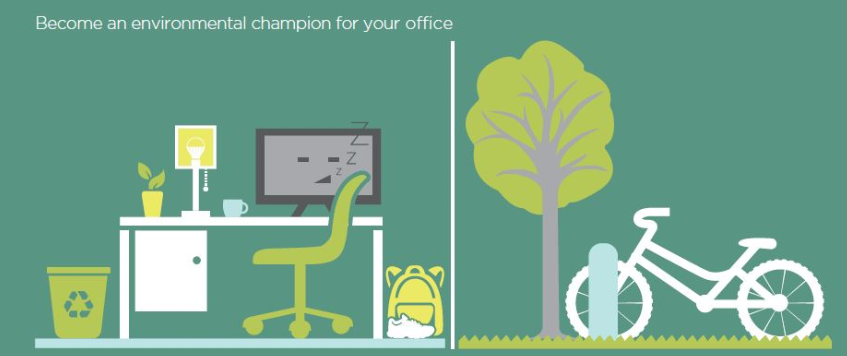 Become an environmental champion for your office
Z
Z
z